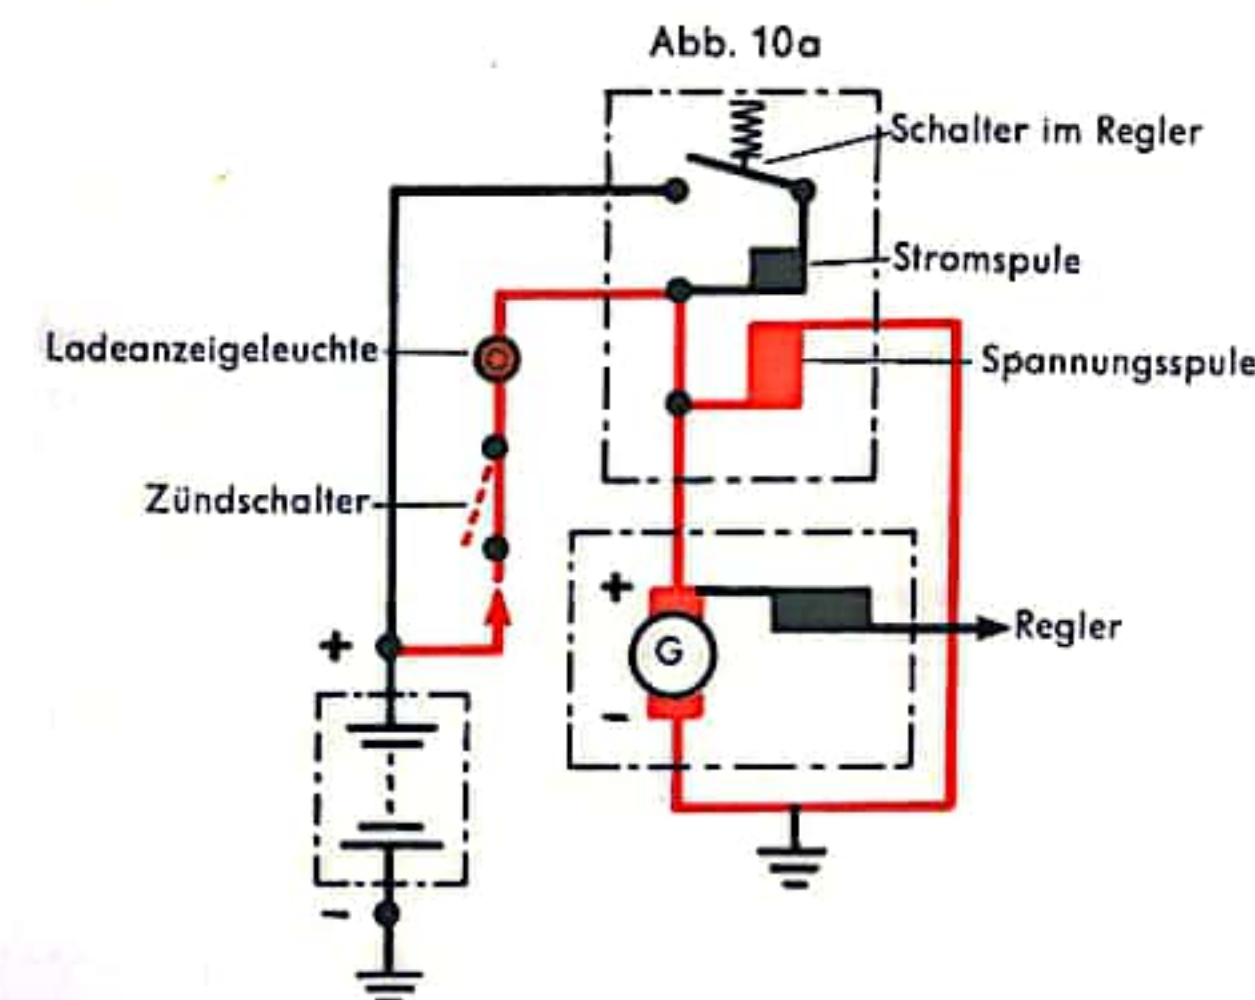 Abb. 10a
Schalter im Regler
Stromspule
Ladeanzeigeleuchte
Spannungsspule
Zündschalter
+
G
Regler
-
+
-